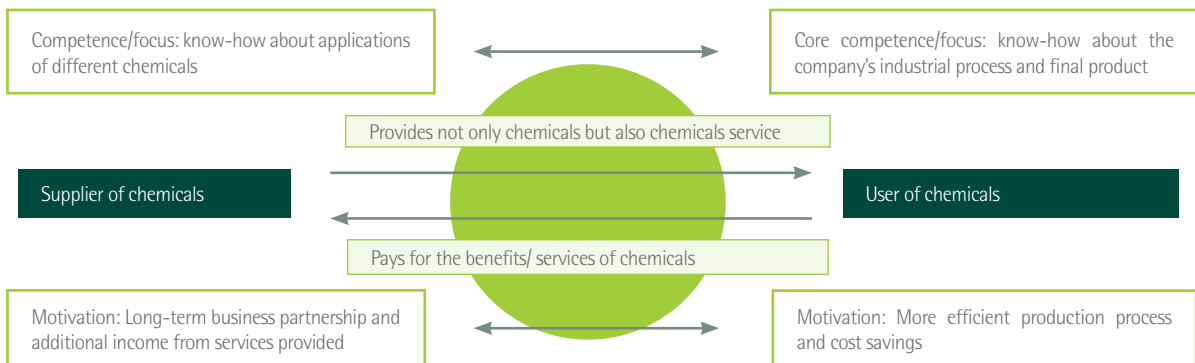 Competence/focus: know-how about applications
of different chemicals
Core competence/focus: know-how about the
company's industrial process and final product
Provides not only chemicals but also chemicals service
Supplier of chemicals
User of chemicals
Pays for the benefits/ services of chemicals
Motivation: Long-term business partnership and
additional income from services provided
Motivation: More efficient production process
and cost savings